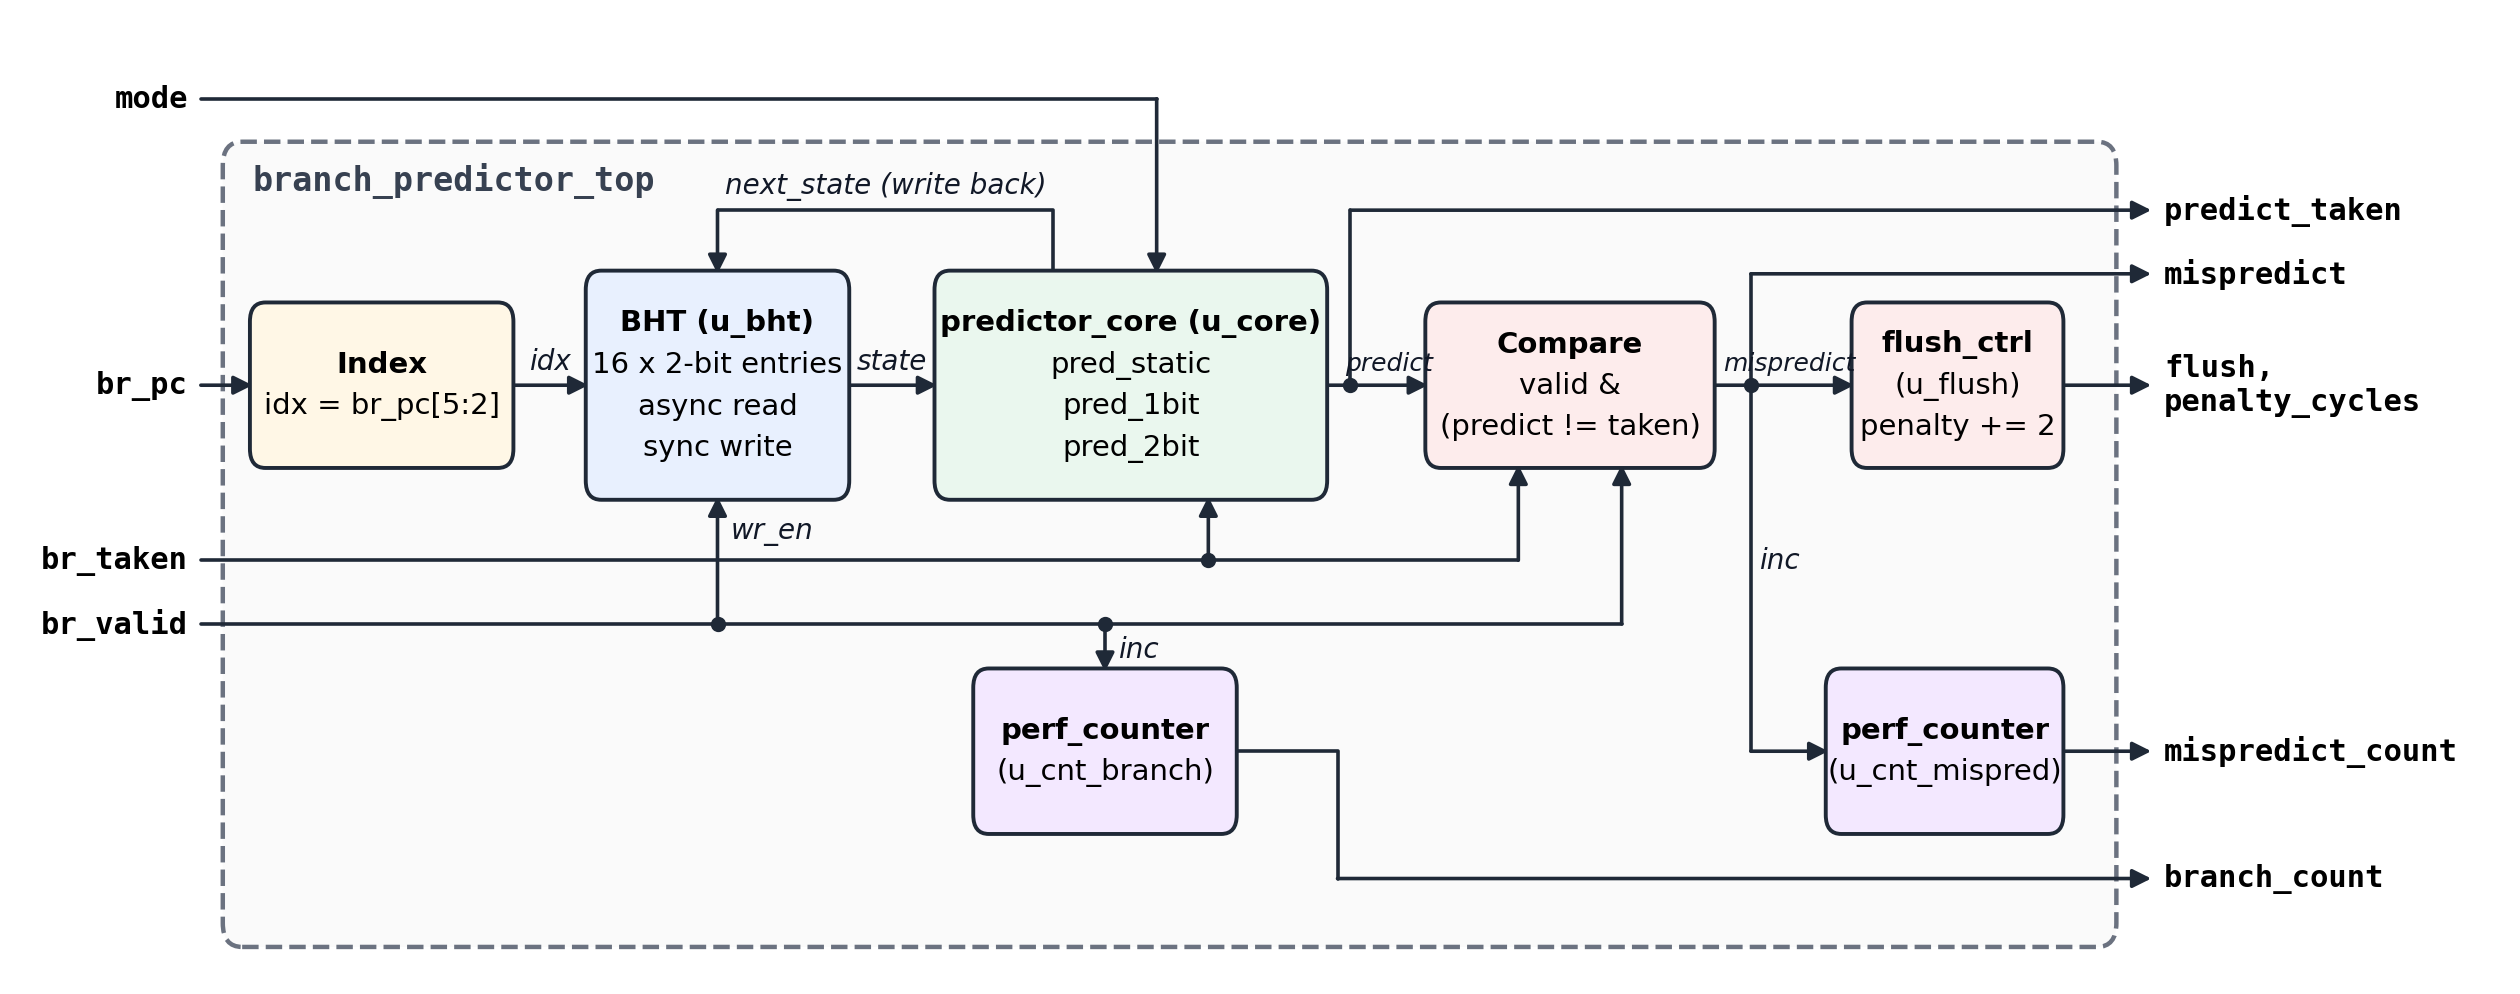 mode
branch_predictor_top
next_state (write back)
predict_taken
mispredict
Index
idx = br_pc[5:2]
idx
BHT (u_bht)
16 x 2-bit entries
async read
sync write
state
predictor_core (u_core)
pred_static
pred_1bit
pred_2bit
predict
Compare
valid &
(predict != taken)
mispredict
flush_ctrl
(u_flush)
penalty += 2
flush,
penalty_cycles
br_pc
wr_en
br_taken
inc
br_valid
inc
perf_counter
(u_cnt_branch)
perf_counter
(u_cnt_mispred)
mispredict_count
branch_count